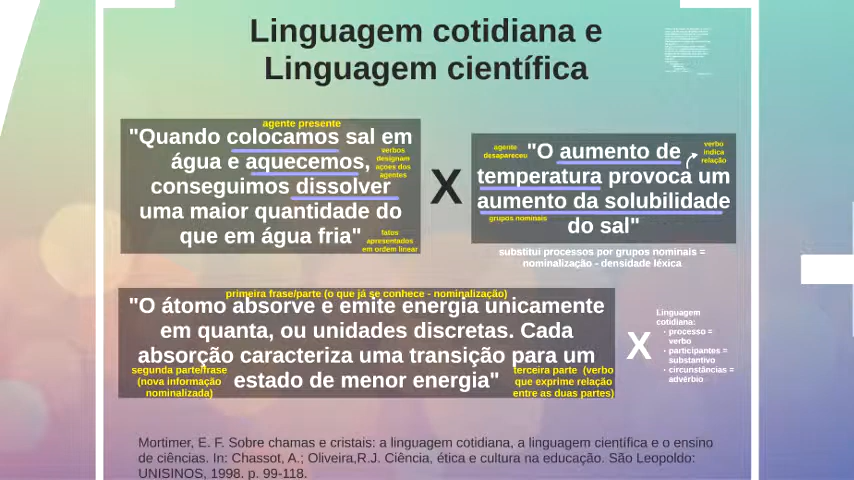 Linguagem cotidiana e
Linguagem científica
agente presente
"Quando colocamos sal em
água e aquecemos,
conseguimos dissolver
uma maior quantidade do
que em água fria"
verbos
designam
ações dos
agentes
fatos
apresentados
em ordem linear
X
agente
desapareceu
"O aumento de
temperatura provoca um
aumento da solubilidade
do sal"
verbo
indica
relação
grupos nominais
substitui processos por grupos nominais =
nominalização - densidade léxica
primeira frase/parte (o que já se conhece - nominalização)
"O átomo absorve e emite energia unicamente
em quanta, ou unidades discretas. Cada
absorção caracteriza uma transição para um
estado de menor energia"
segunda parte/frase
(nova informação
nominalizada)
terceira parte (verbo
que exprime relação
entre as duas partes)
X
Linguagem
cotidiana:
• processo =
verbo
• participantes =
substantivo
• circunstâncias =
advérbio
Mortimer, E. F. Sobre chamas e cristais: a linguagem cotidiana, a linguagem científica e o ensino
de ciências. In: Chassot, A.; Oliveira,R.J. Ciência, ética e cultura na educação. São Leopoldo:
UNISINOS, 1998. p. 99-118.